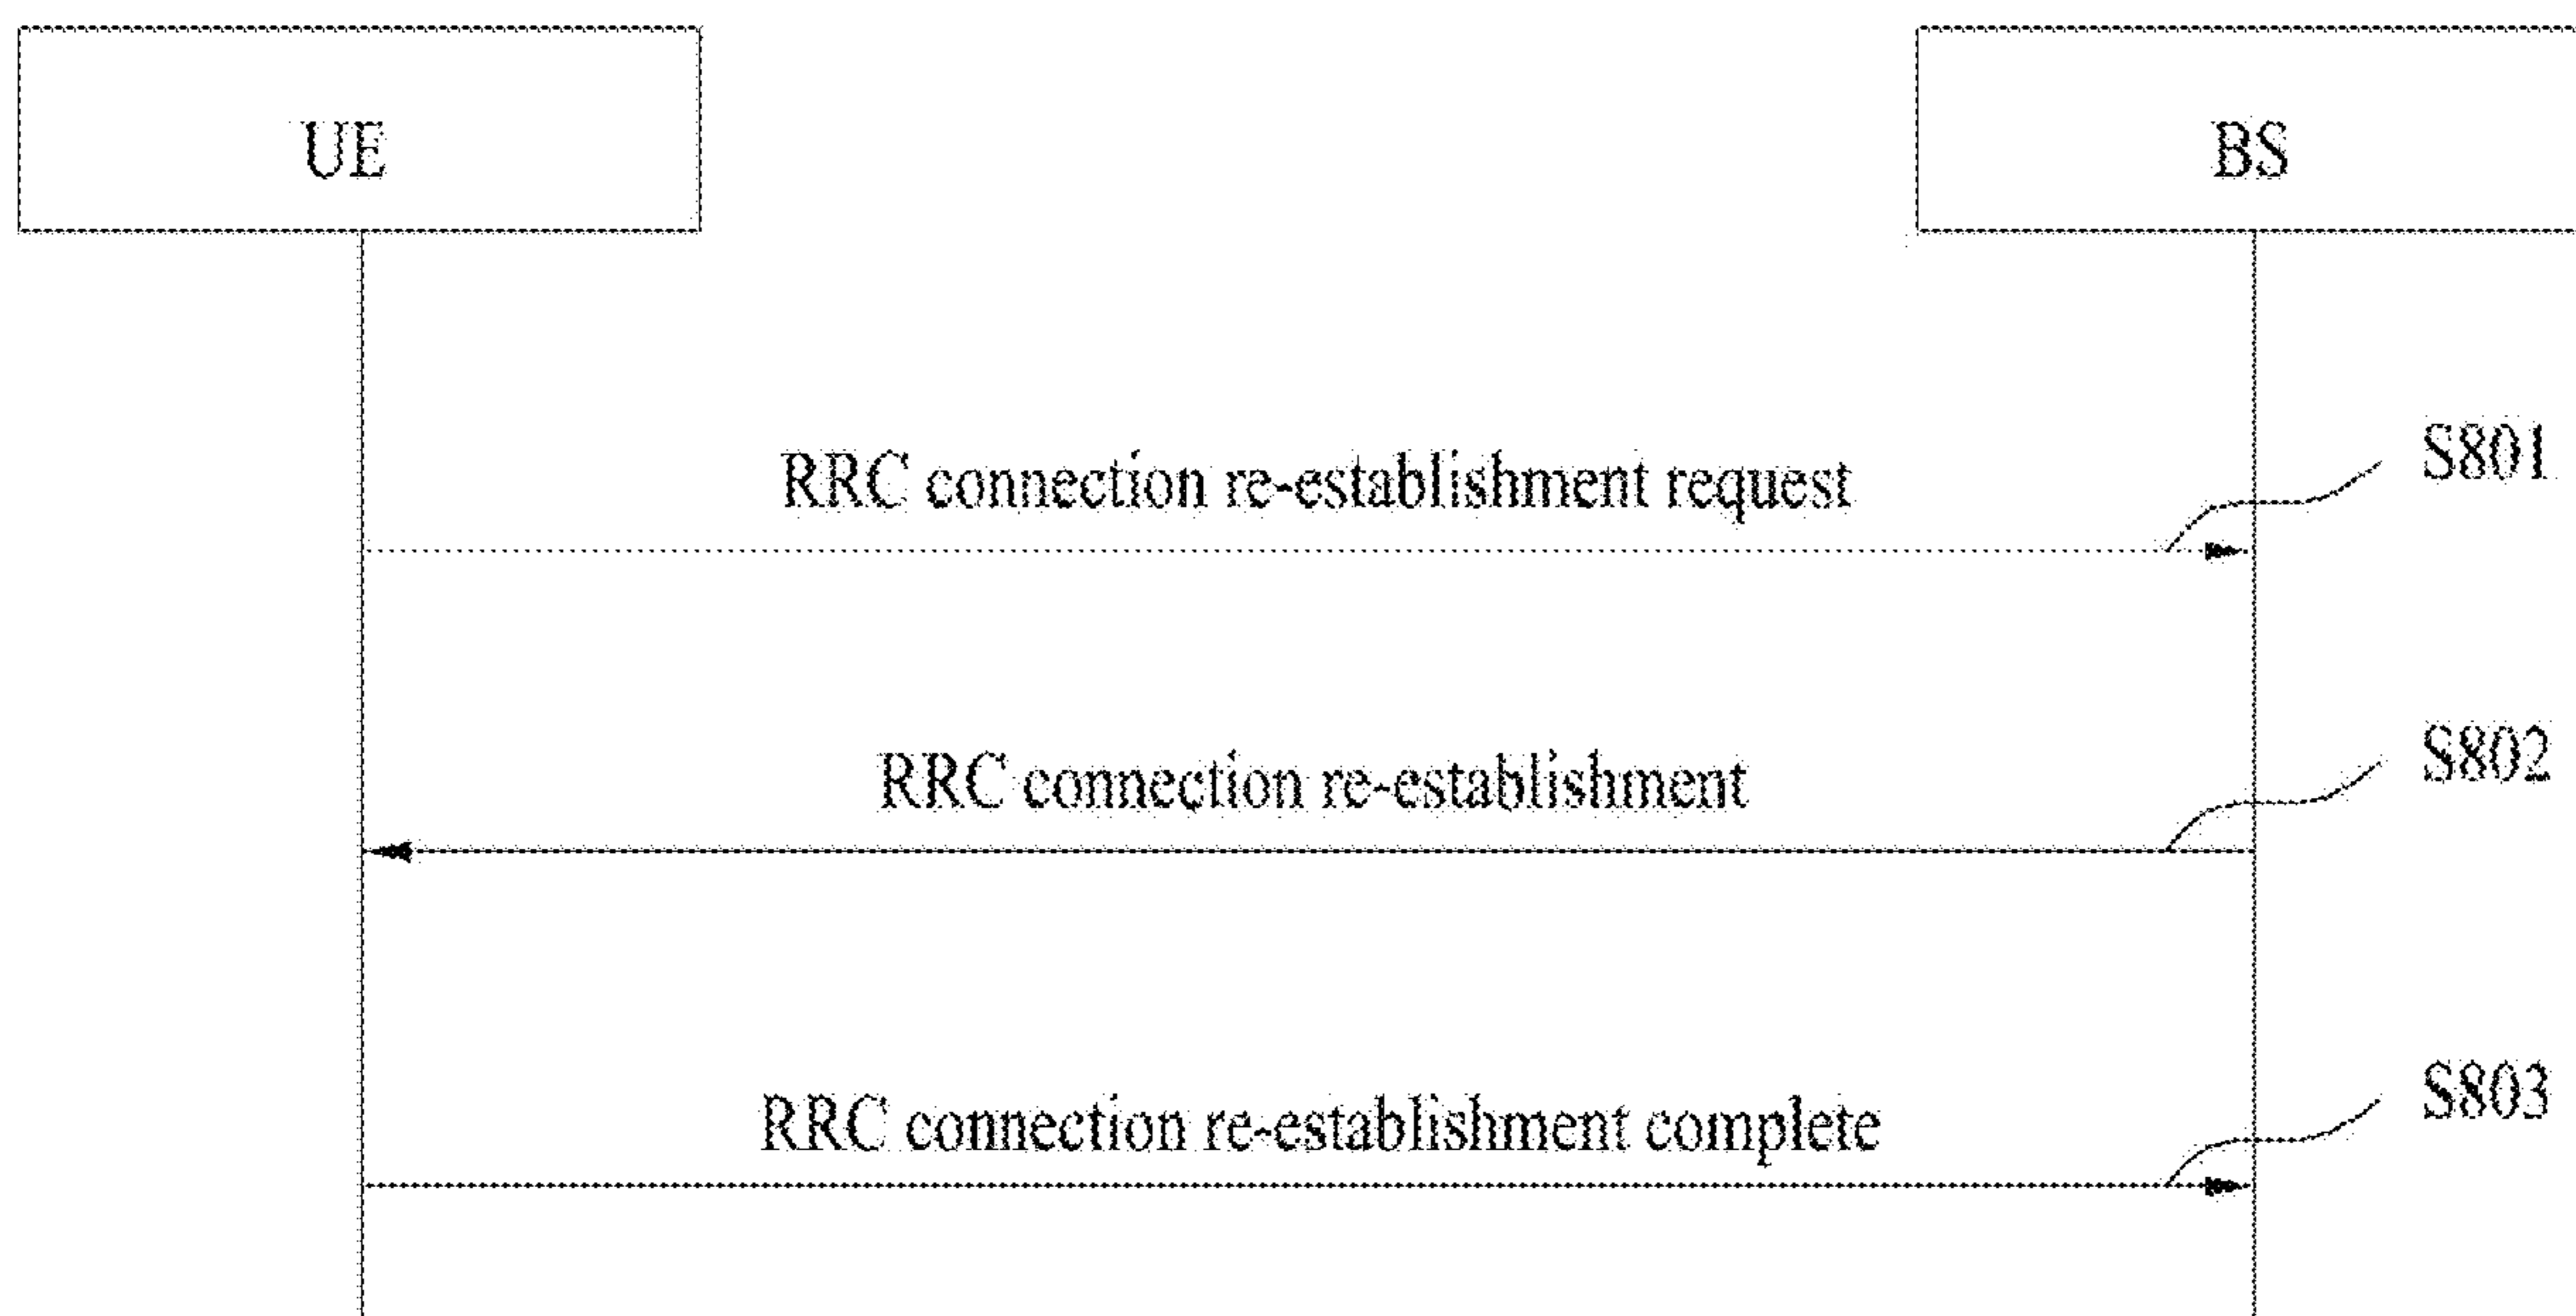 UE
BS
RRC connection re-establishment request
S801
RRC connection re-establishment
S802
RRC connection re-establishment complete
S803